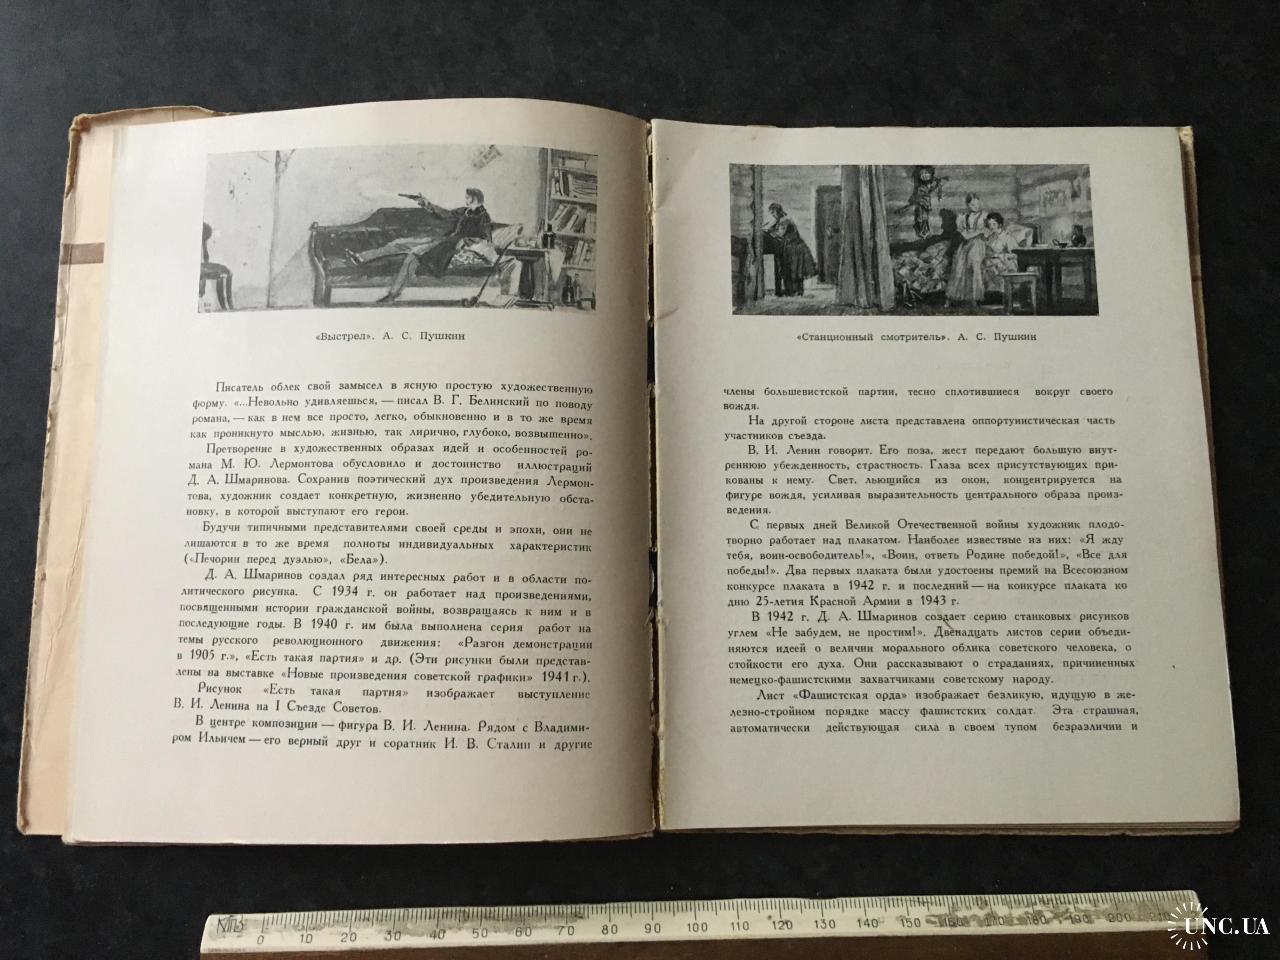 «Выстрел». А. С. Пушкин
Писатель облек свой замысел в ясную простую художественную
форму. «...Невольно удивляешься, — писал В. Г. Белинский по поводу
романа, — как в нем все просто, легко, обыкновенно и в то же время
как проникнуто мыслью, жизнью, так лирично, глубоко, возвышенно».
Претворение в художественных образах идей и особенностей ро-
мана М. Ю. Лермонтова обусловило и достоинство иллюстраций
Д. А. Шмаринова. Сохранив поэтический дух произведения Лермон-
това, художник создает конкретную, жизненно убедительную обста-
новку, в которой выступают его герои.
Будучи типичными представителями своей среды и эпохи, они не
лишаются в то же время полноты индивидуальных характеристик
(«Печорин перед дуэлью», «Бела»).
Д. А. Шмаринов создал ряд интересных работ и в области по-
литического рисунка. С 1934 г. он работает над произведениями,
посвященными истории гражданской войны, возвращаясь к ним и в
последующие годы. В 1940 г. им была выполнена серия работ на
темы русского революционного движения: «Разгон демонстрации
в 1905 г.», «Есть такая партия» и др. (Эти рисунки были представ-
лены на выставке «Новые произведения советской графики» 1941 г.).
Рисунок «Есть такая партия» изображает выступление
В. И. Ленина на I Съезде Советов.
В центре композиции — фигура В. И. Ленина. Рядом с Владими-
ром Ильичем — его верный друг и соратник И. В. Сталин и другие
«Станционный смотритель». А. С. Пушкин
члены большевистской партии, тесно сплотившиеся вокруг своего
вождя.
На другой стороне листа представлена оппортунистическая часть
участников съезда.
В. И. Ленин говорит. Его поза, жест передают большую внут-
реннюю убежденность, страстность. Глаза всех присутствующих при-
кованы к нему. Свет. льющийся из окон, концентрируется на
фигуре вождя, усиливая выразительность центрального образа произ-
ведения.
С первых дней Великой Отечественной войны художник плодо-
творно работает над плакатом. Наиболее известные из них: «Я жду
тебя, воин-освободитель!», «Воин, ответь Родине победой!», «Все для
победы!». Два первых плаката были удостоены премий на Всесоюзном
конкурсе плаката в 1942 г. и последний — на конкурсе плаката ко
дню 25-летия Красной Армии в 1943 г.
В 1942 г. Д. А. Шмаринов создает серию станковых рисунков
углем «Не забудем, не простим!». Двенадцать листов серии объеди-
няются идеей о величии морального облика советского человека, о
стойкости его духа. Они рассказывают о страданиях, причиненных
немецко-фашистскими захватчиками советскому народу.
Лист «Фашистская орда» изображает безликую, идущую в же-
лезно-стройном порядке массу фашистских солдат. Эта страшная,
автоматически действующая сила в своем тупом безразличии и
0 10 20 30 40 50 60 70 80 90 100 110 120 130 140 150 160 170 180 190 200 210
UNC.UA